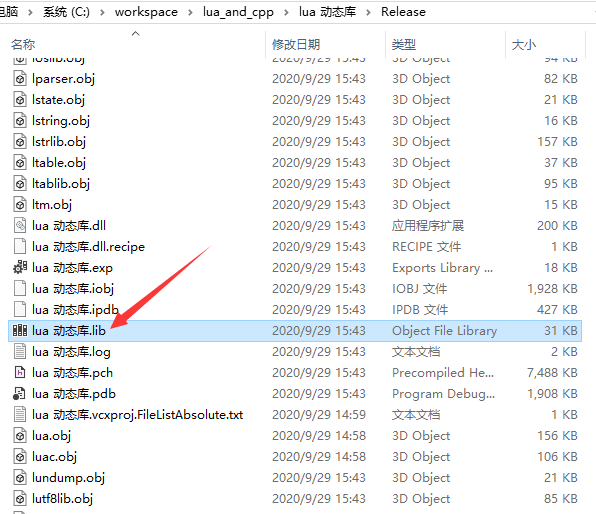 电脑 › 系统 (C:) › workspace › lua_and_cpp › lua 动态库 › Release
名称 修改日期 类型 大小
loslib.obj 2020/9/29 15:43 3D Object 94 KB
lparser.obj 2020/9/29 15:43 3D Object 82 KB
lstate.obj 2020/9/29 15:43 3D Object 21 KB
lstring.obj 2020/9/29 15:43 3D Object 16 KB
lstrlib.obj 2020/9/29 15:43 3D Object 157 KB
ltable.obj 2020/9/29 15:43 3D Object 37 KB
ltablib.obj 2020/9/29 15:43 3D Object 95 KB
ltm.obj 2020/9/29 15:43 3D Object 15 KB
lua 动态库.dll 2020/9/29 15:43 应用程序扩展 200 KB
lua 动态库.dll.recipe 2020/9/29 15:43 RECIPE 文件 1 KB
lua 动态库.exp 2020/9/29 15:43 Exports Library ... 18 KB
lua 动态库.iobj 2020/9/29 15:43 IOBJ 文件 1,928 KB
lua 动态库.ipdb 2020/9/29 15:43 IPDB 文件 427 KB
lua 动态库.lib 2020/9/29 15:43 Object File Library 31 KB
lua 动态库.log 2020/9/29 15:43 文本文档 2 KB
lua 动态库.pch 2020/9/29 15:43 Precompiled He... 7,488 KB
lua 动态库.pdb 2020/9/29 15:43 Program Debug... 1,908 KB
lua 动态库.vcxproj.FileListAbsolute.txt 2020/9/29 14:59 文本文档 1 KB
lua.obj 2020/9/29 14:58 3D Object 156 KB
luac.obj 2020/9/29 14:58 3D Object 106 KB
lundump.obj 2020/9/29 15:43 3D Object 21 KB
lutf8lib.obj 2020/9/29 15:43 3D Object 85 KB